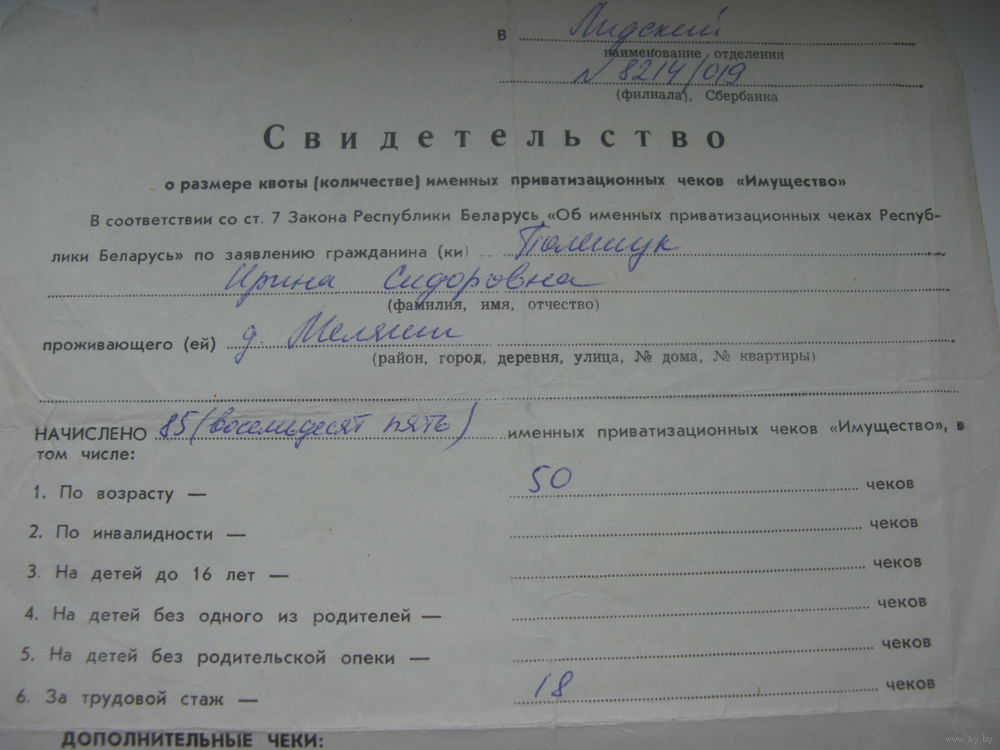 В Лидский
наименование отделения
N 8214/019
(филиала), Сбербанка
Свидетельство
о размере квоты (количестве) именных приватизационных чеков «Имущество»
В соответствии со ст. 7 Закона Республики Беларусь «Об именных приватизационных чеках Респуб-
лики Беларусь» по заявлению гражданина (ки) Полещук
Ирина Сидоровна
(фамилия, имя, отчество)
проживающего (ей) д.
(район, город, деревня, улица, № дома, № квартиры)
НАЧИСЛЕНО 85 (восемьдесят пять) именных приватизационных чеков «Имущество», в
том числе:
1. По возрасту — 50 чеков
2. По инвалидности — чеков
3. На детей до 16 лет — чеков
4. На детей без одного из родителей — чеков
5. На детей без родительской опеки — чеков
6. За трудовой стаж — 18 чеков
ДОПОЛНИТЕЛЬНЫЕ ЧЕКИ:
www.ay.by